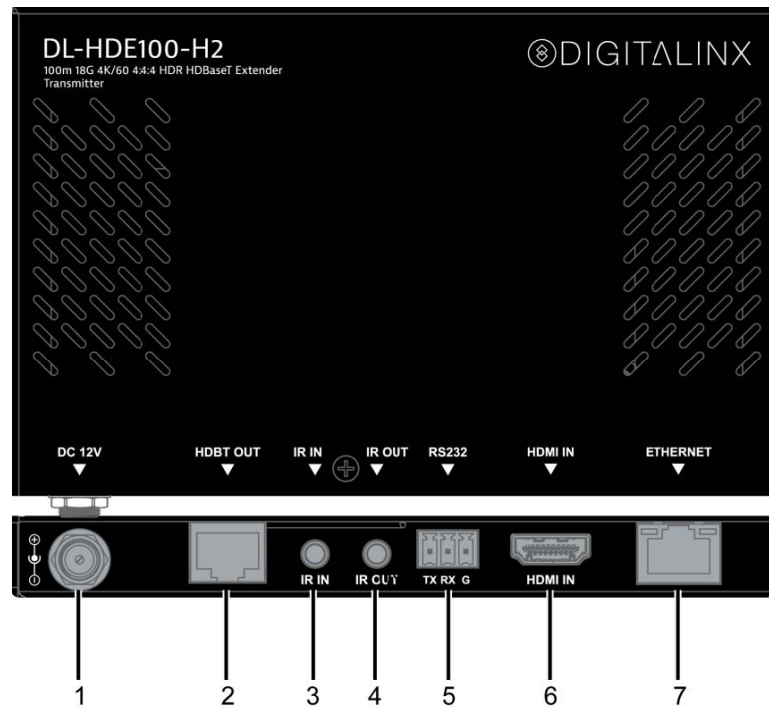 DL-HDE100-H2
100m 18G 4K/60 4:4:4 HDR HDBaseT Extender
Transmitter
DIGITALINX
DC 12V HDBT OUT IR IN IR OUT RS232 HDMI IN ETHERNET
IR IN IR OUT TX RX G HDMI IN
1 2 3 4 5 6 7